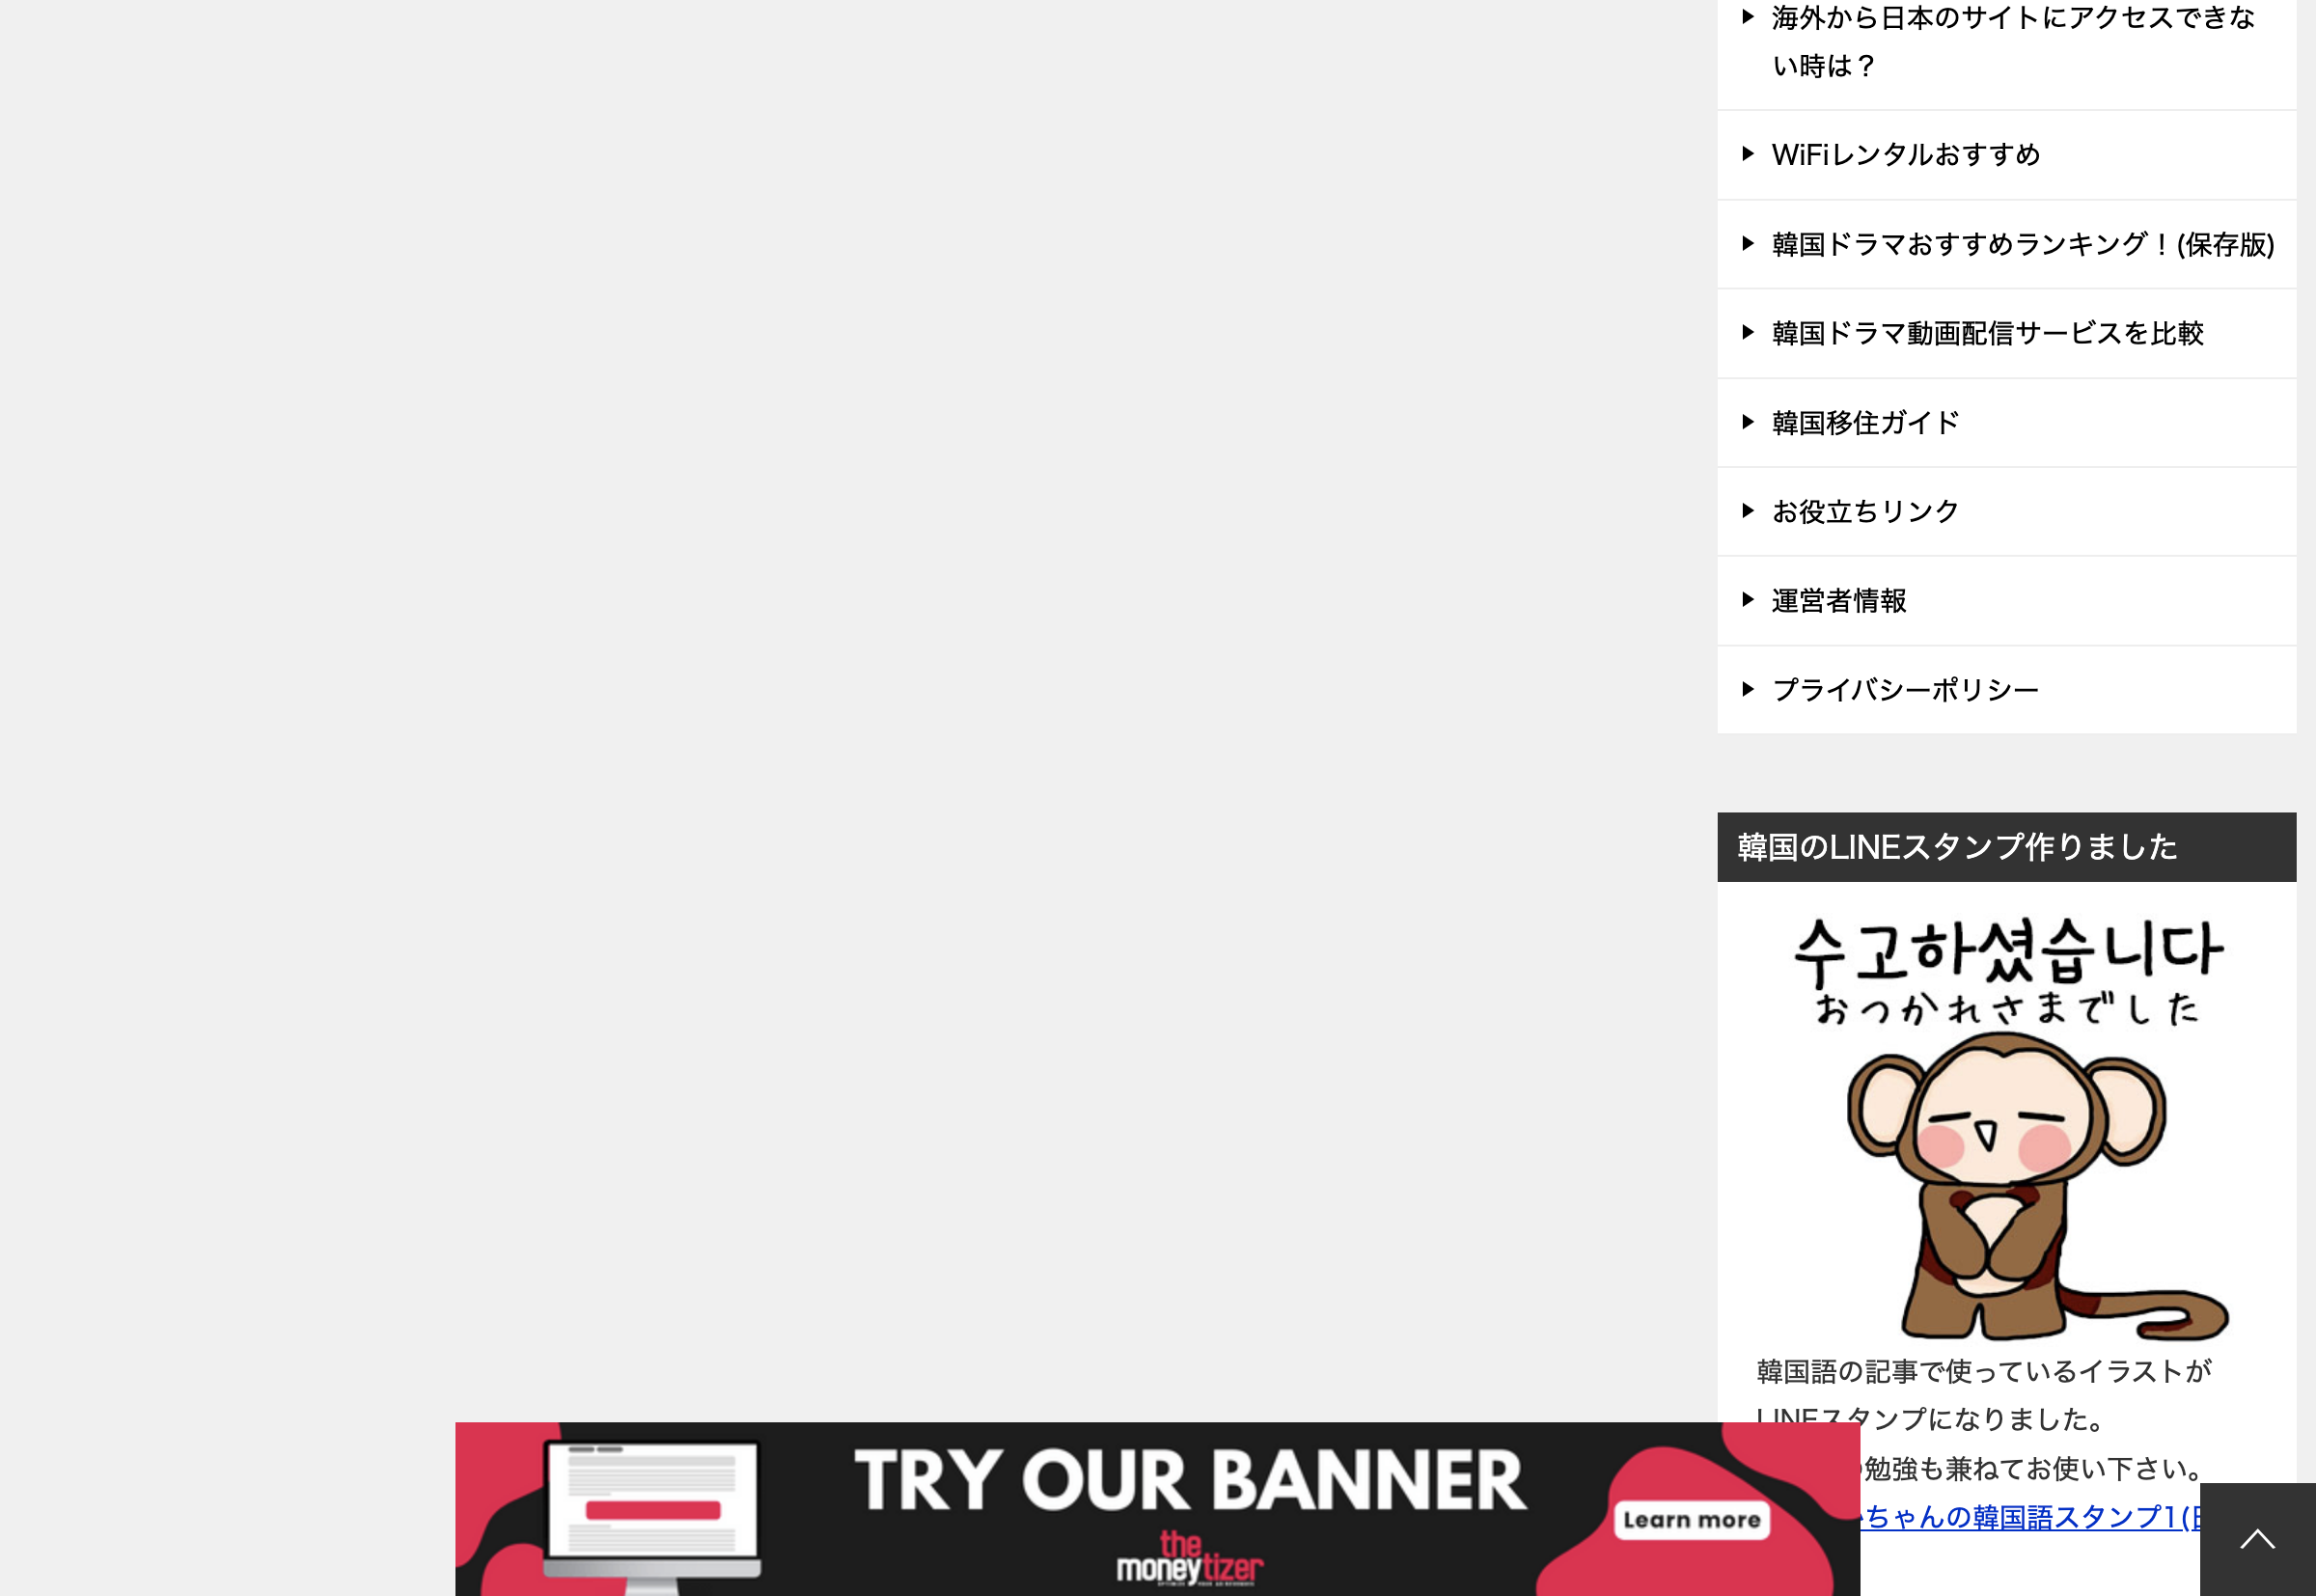 海外から日本のサイトにアクセスできな
い時は？
WiFiレンタルおすすめ
韓国ドラマおすすめランキング！(保存版)
韓国ドラマ動画配信サービスを比較
韓国移住ガイド
お役立ちリンク
運営者情報
プライバシーポリシー
韓国のLINEスタンプ作りました
수고하셨습니다
おつかれさまでした
韓国語の記事で使っているイラストが
LINEスタンプになりました。
勉強も兼ねてお使い下さい。
ちゃんの韓国語スタンプ1(
TRY OUR BANNER
Learn more
the
moneytizer